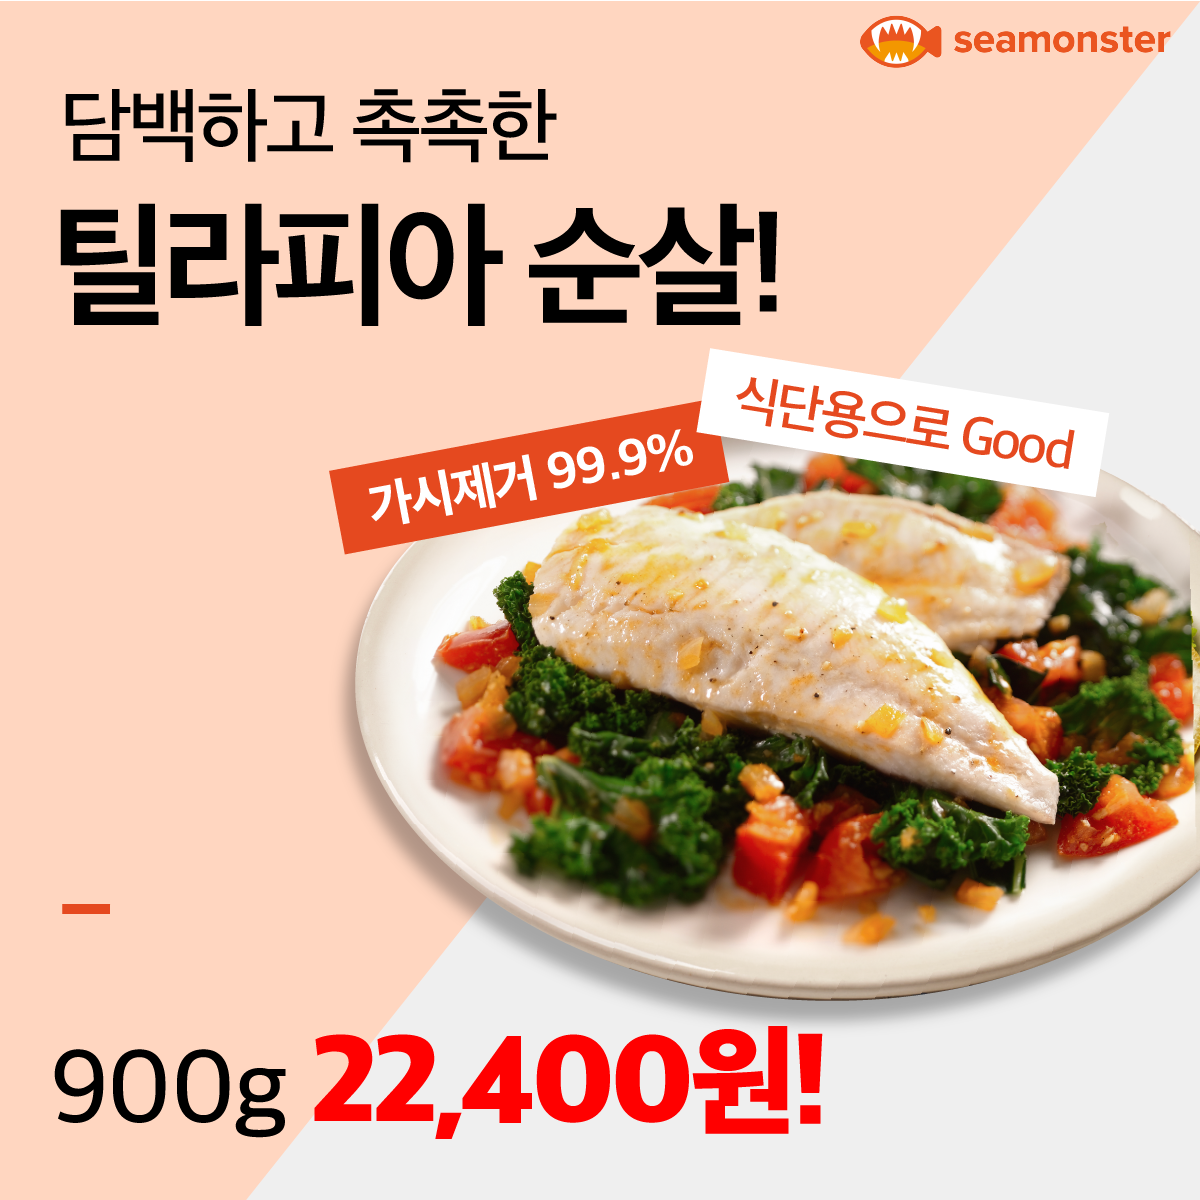 seamonster
담백하고 촉촉한
틸라피아 순살!
식단용으로 Good
가시제거 99.9%
900g 22,400원!